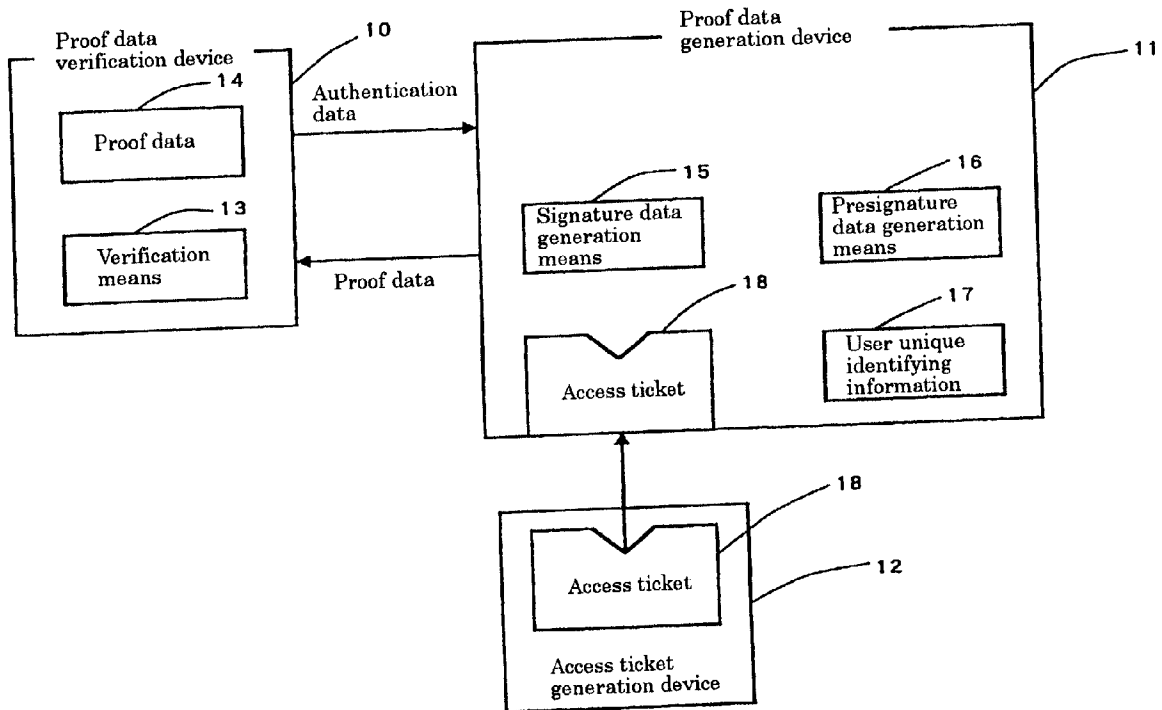 Proof data
verification device
10
14
Proof data
13
Verification
means
Authentication
data
Proof data
Proof data
generation device
11
15
Signature data
generation
means
16
Presignature
data generation
means
18
Access ticket
17
User unique
identifying
information
18
Access ticket
12
Access ticket
generation device